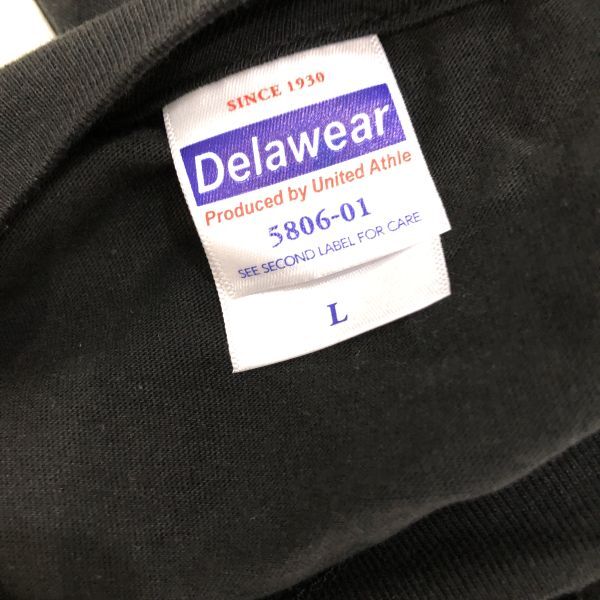 SINCE 1930
Delawear
Produced by United Athle
5806-01
SEE SECOND LABEL FOR CARE
L